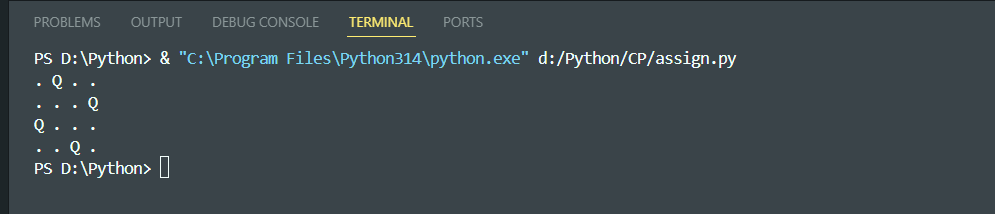 PROBLEMS OUTPUT DEBUG CONSOLE TERMINAL PORTS
PS D:\Python> & "C:\Program Files\Python314\python.exe" d:/Python/CP/assign.py
. Q . .
. . . Q
Q . . .
. . Q .
PS D:\Python>